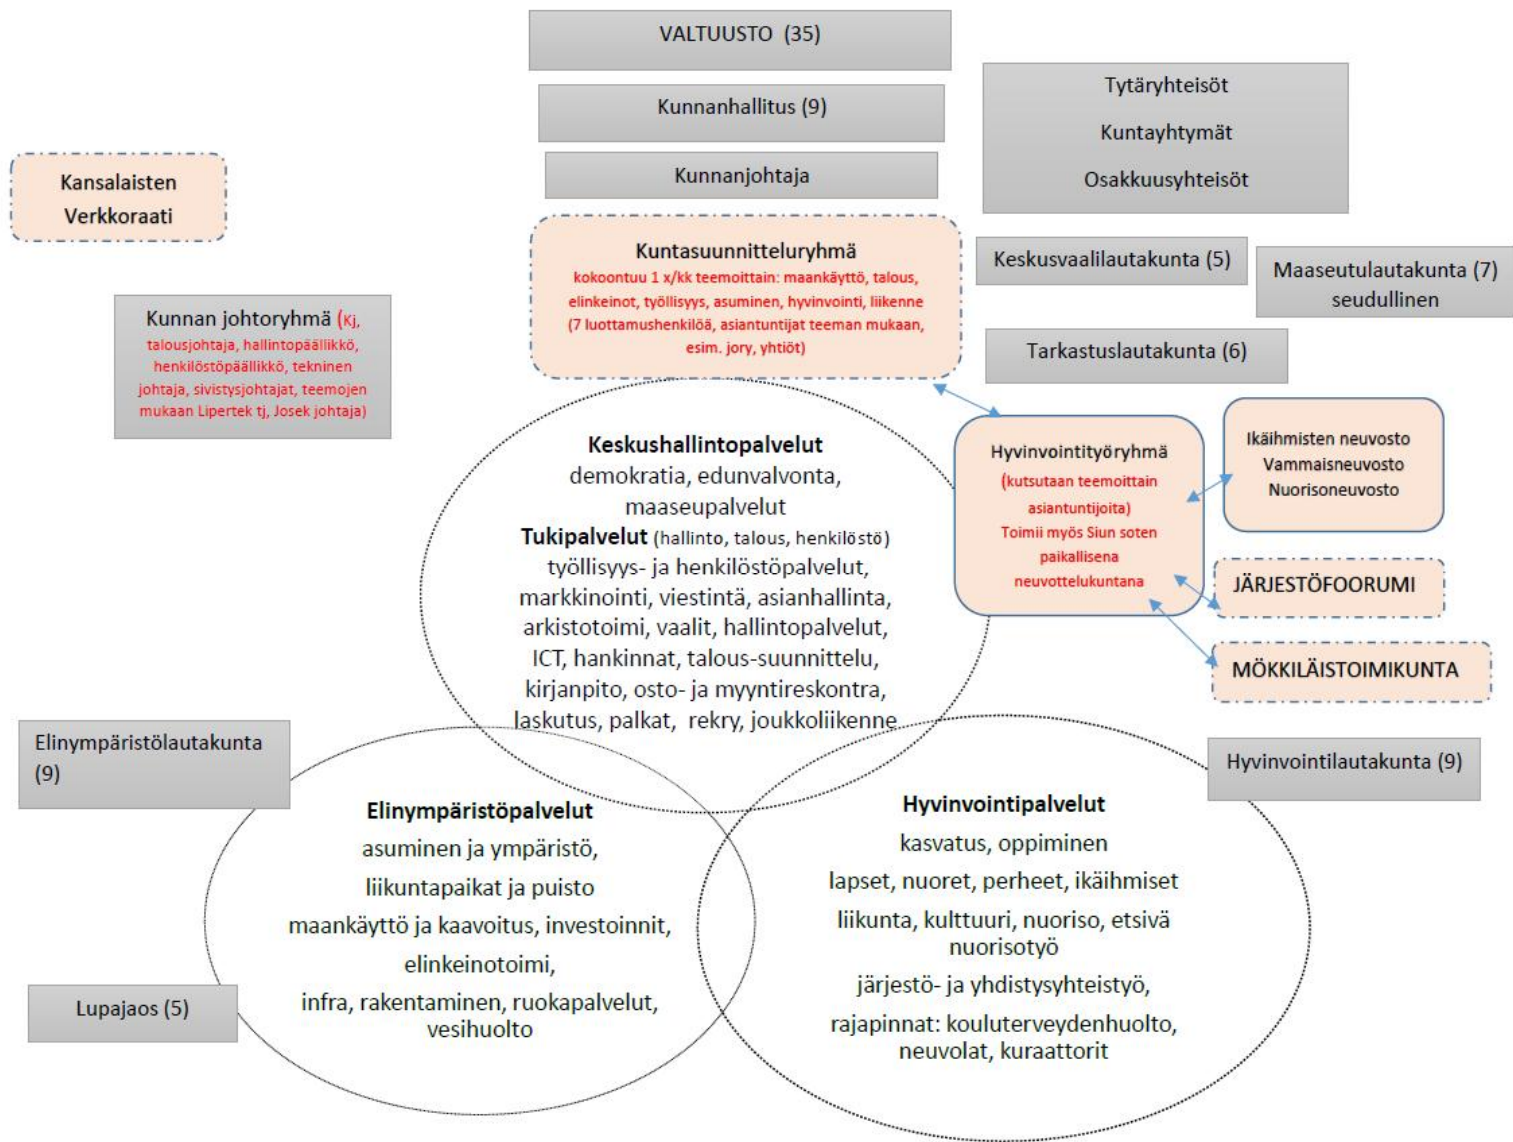 VALTUUSTO (35)
Kunnanhallitus (9)
Kunnanjohtaja
Tytäryhteisöt
Kuntayhtymät
Osakkuusyhteisöt
Kansalaisten
Verkkoraati
Kuntasuunnitteluryhmä
kokoontuu 1 x/kk teemoittain: maankäyttö, talous,
elinkeinot, työllisyys, asuminen, hyvinvointi, liikenne
(7 luottamushenkilöä, asiantuntijat teeman mukaan,
esim. jory, yhtiöt)
Keskusvaalilautakunta (5)
Maaseutulautakunta (7)
seudullinen
Kunnan johtoryhmä (Kj,
talousjohtaja, hallintopäällikkö,
henkilöstöpäällikkö, tekninen
johtaja, sivistysjohtajat, teemojen
mukaan Lipertek tj, Josek johtaja)
Tarkastuslautakunta (6)
Hyvinvointityöryhmä
(kutsutaan teemoittain
asiantuntijoita)
Toimii myös Siun soten
paikallisena
neuvottelukuntana
Ikäihmisten neuvosto
Vammaisneuvosto
Nuorisoneuvosto
JÄRJESTÖFOORUMI
MÖKKILÄISTOIMIKUNTA
Keskushallintopalvelut
demokratia, edunvalvonta,
maaseupalvelut
Tukipalvelut (hallinto, talous, henkilöstö)
työllisyys- ja henkilöstöpalvelut,
markkinointi, viestintä, asianhallinta,
arkistotoimi, vaalit, hallintopalvelut,
ICT, hankinnat, talous-suunnittelu,
kirjanpito, osto- ja myyntireskontra,
laskutus, palkat, rekry, joukkoliikenne
Elinympäristölautakunta
(9)
Hyvinvointilautakunta (9)
Elinympäristöpalvelut
asuminen ja ympäristö,
liikuntapaikat ja puisto
maankäyttö ja kaavoitus, investoinnit,
elinkeinotoimi,
infra, rakentaminen, ruokapalvelut,
vesihuolto
Lupajaos (5)
Hyvinvointipalvelut
kasvatus, oppiminen
lapset, nuoret, perheet, ikäihmiset
liikunta, kulttuuri, nuoriso, etsivä
nuorisotyö
järjestö- ja yhdistysyhteistyö,
rajapinnat: kouluterveydenhuolto,
neuvolat, kuraattorit